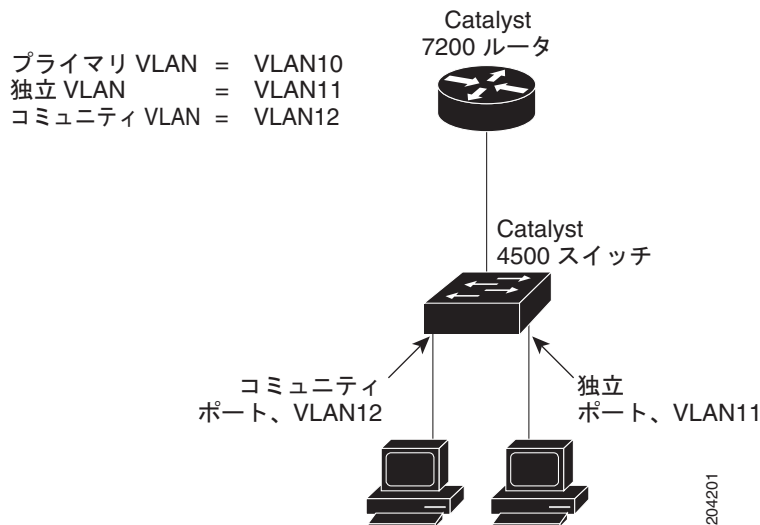 Catalyst
7200 ルータ
プライマリ VLAN = VLAN10
独立 VLAN = VLAN11
コミュニティ VLAN = VLAN12
Catalyst
4500 スイッチ
コミュニティ
ポート、VLAN12
独立
ポート、VLAN11
204201